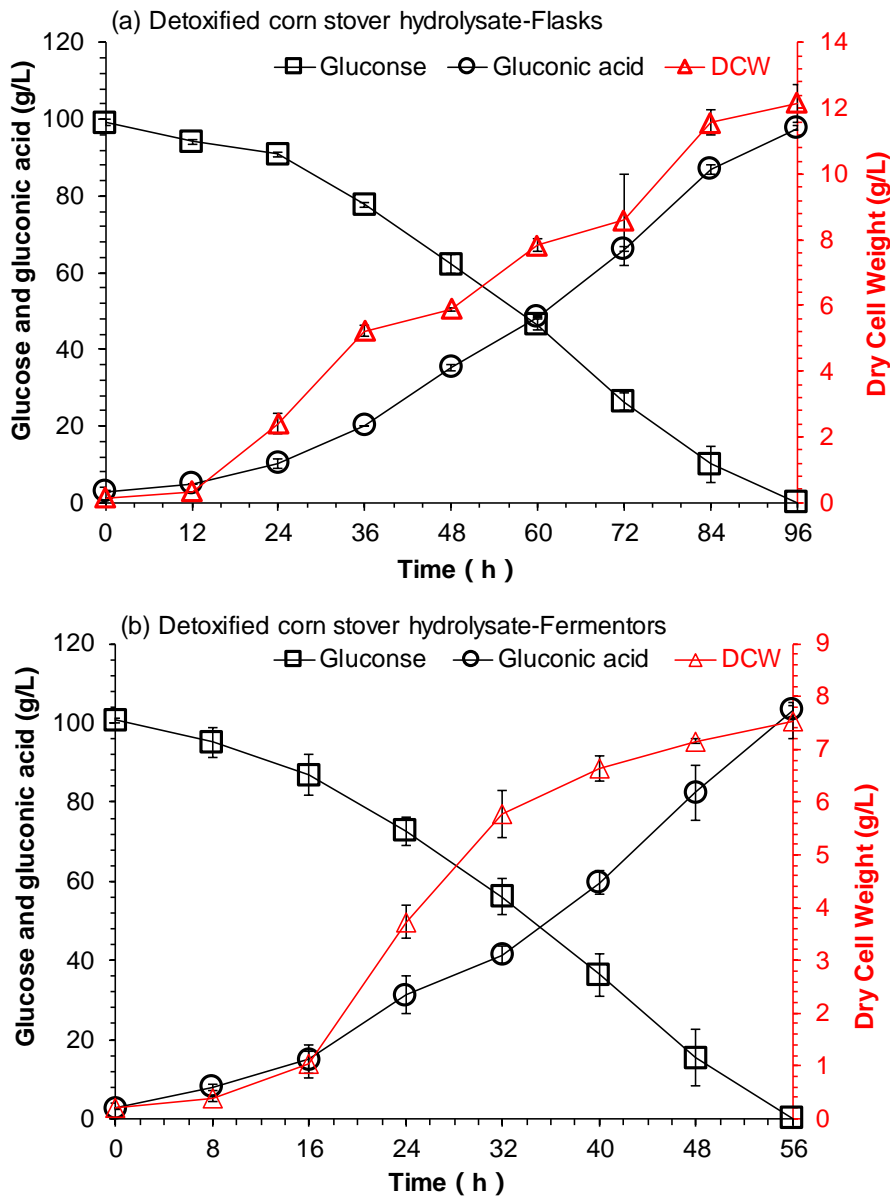 (a) Detoxified corn stover hydrolysate-Flasks
Gluconse Gluconic acid DCW
Glucose and gluconic acid (g/L)
120
100
80
60
40
20
0
14
12
10
8
6
4
2
0
Dry Cell Weight (g/L)
0 12 24 36 48 60 72 84 96
Time ( h )
(b) Detoxified corn stover hydrolysate-Fermentors
Gluconse Gluconic acid DCW
Glucose and gluconic acid (g/L)
120
100
80
60
40
20
0
9
8
7
6
5
4
3
2
1
0
Dry Cell Weight (g/L)
0 8 16 24 32 40 48 56
Time ( h )